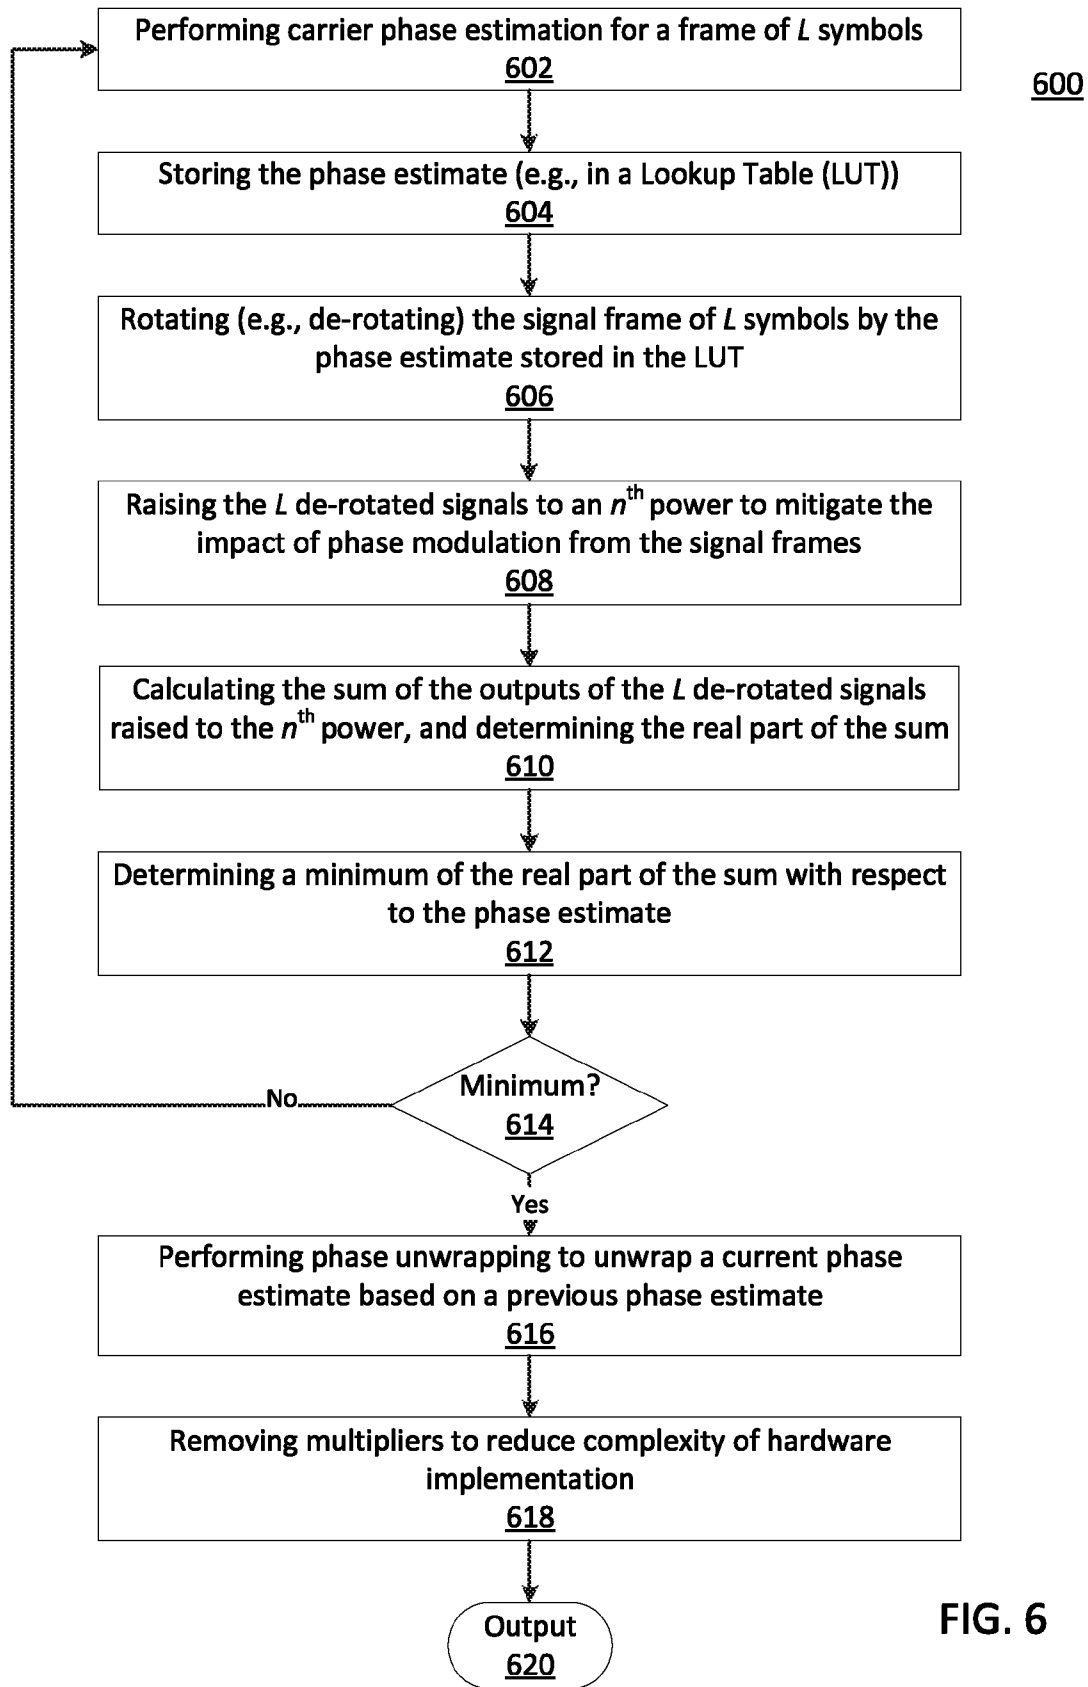 Performing carrier phase estimation for a frame of L symbols
602
600
Storing the phase estimate (e.g., in a Lookup Table (LUT))
604
Rotating (e.g., de-rotating) the signal frame of L symbols by the
phase estimate stored in the LUT
606
Raising the L de-rotated signals to an nth power to mitigate the
impact of phase modulation from the signal frames
608
Calculating the sum of the outputs of the L de-rotated signals
raised to the nth power, and determining the real part of the sum
610
Determining a minimum of the real part of the sum with respect
to the phase estimate
612
Minimum?
614
No
Yes
Performing phase unwrapping to unwrap a current phase
estimate based on a previous phase estimate
616
Removing multipliers to reduce complexity of hardware
implementation
618
Output
620
FIG. 6